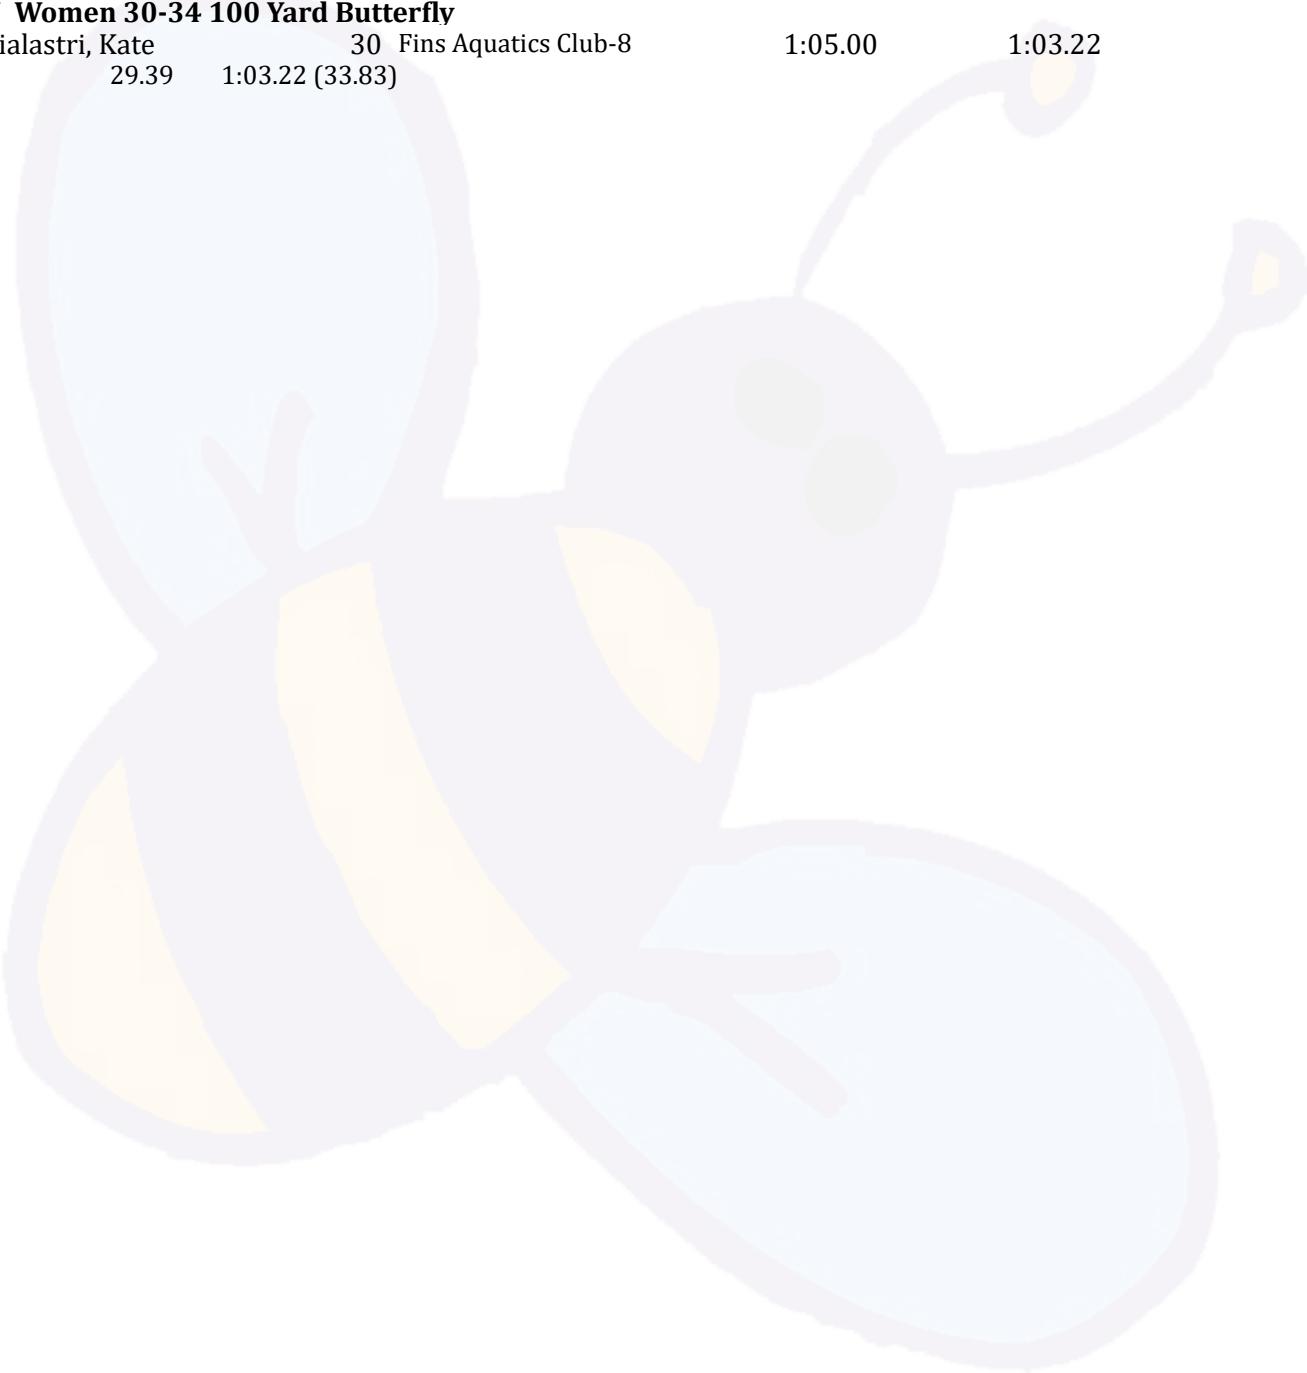 Women 30-34 100 Yard Butterfly
ialastri, Kate 30 Fins Aquatics Club-8 1:05.00 1:03.22
29.39 1:03.22 (33.83)